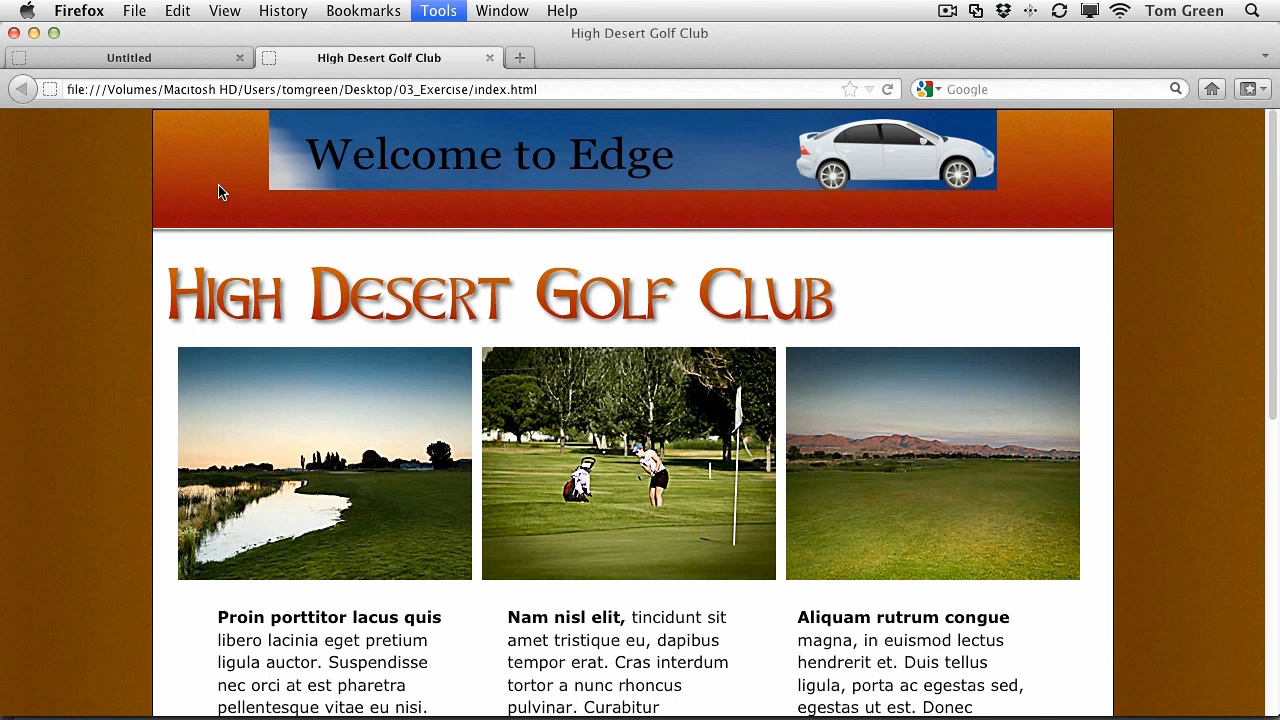 Firefox File Edit View History Bookmarks Tools Window Help Tom Green
High Desert Golf Club
Untitled High Desert Golf Club
file:///Volumes/Macintosh HD/Users/tomgreen/Desktop/03_Exercise/index.html Google
Welcome to Edge
High Desert Golf Club
Proin porttitor lacus quis
libero lacinia eget pretium
ligula auctor. Suspendisse
nec orci at est pharetra
pellentesque vitae eu nisi.
Nam nisl elit, tincidunt sit
amet tristique eu, dapibus
tempor erat. Cras interdum
tortor a nunc rhoncus
pulvinar. Curabitur
Aliquam rutrum congue
magna, in euismod lectus
hendrerit et. Duis tellus
ligula, porta ac egestas sed,
egestas ut est. Donec